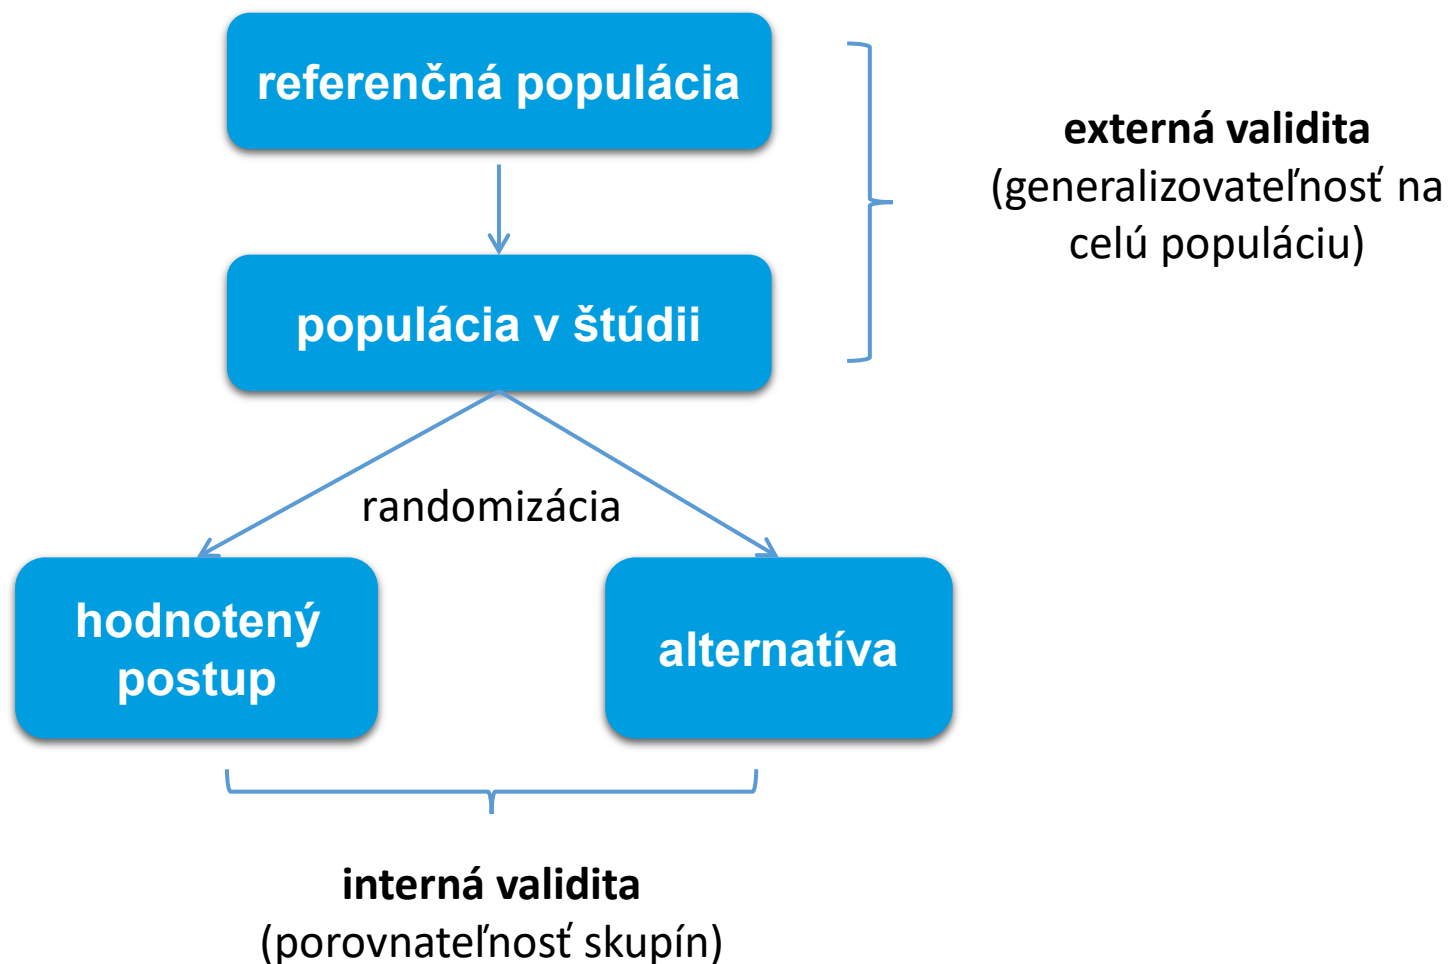 referenčná populácia
externá validita
(generalizovateľnosť na
celú populáciu)
populácia v štúdii
randomizácia
hodnotený
postup
alternatíva
interná validita
(porovnateľnosť skupín)